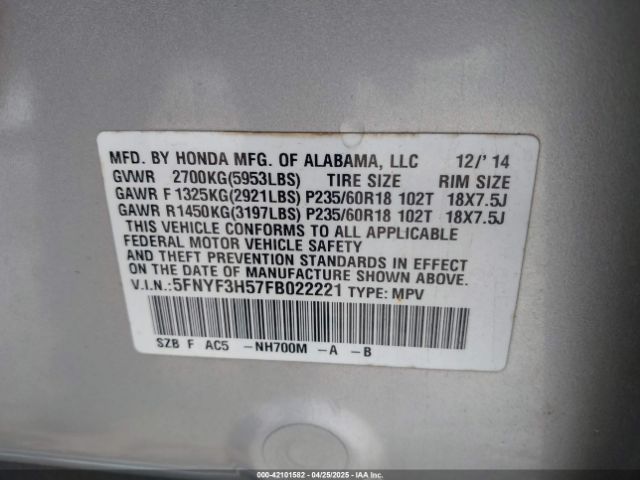 MFD. BY HONDA MFG. OF ALABAMA, LLC 12/'14
GVWR 2700KG(5953LBS) TIRE SIZE RIM SIZE
GAWR F 1325KG(2921LBS) P235/60R18 102T 18X7.5J
GAWR R1450KG(3197LBS) P235/60R18 102T 18X7.5J
THIS VEHICLE CONFORMS TO ALL APPLICABLE
FEDERAL MOTOR VEHICLE SAFETY
AND THEFT PREVENTION STANDARDS IN EFFECT
ON THE DATE OF MANUFACTURE SHOWN ABOVE.
V.I.N.: 5FNYF3H57FB022221 TYPE: MPV
SZB F AC5 -NH700M -A -B
000-42101582 04/25/2025 IAAI.COM